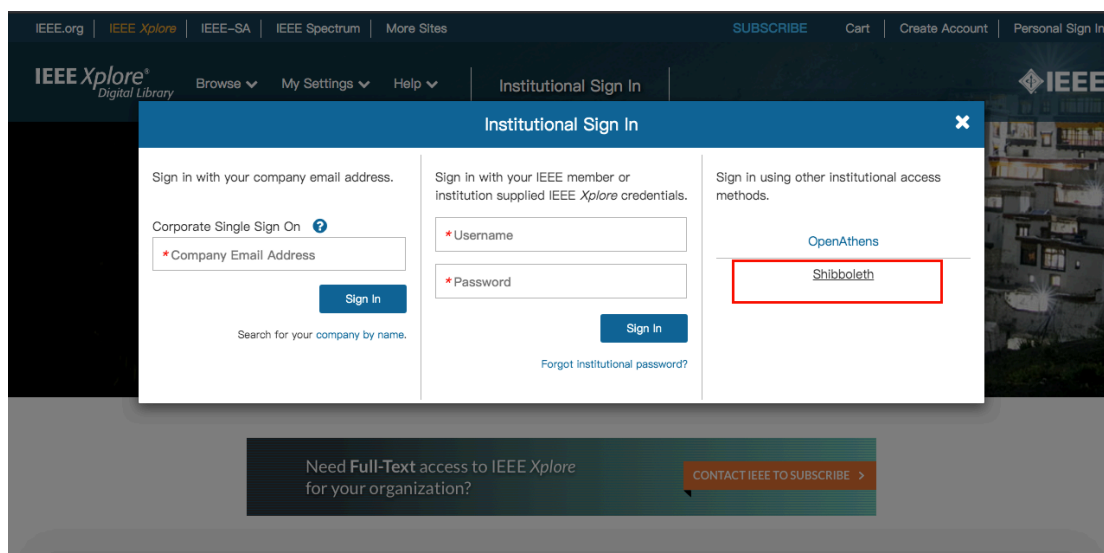 IEEE.org IEEE Xplore IEEE-SA IEEE Spectrum More Sites SUBSCRIBE Cart Create Account Personal Sign In
IEEE Xplore®
Digital Library
Browse My Settings Help Institutional Sign In
IEEE
Institutional Sign In
Sign in with your company email address.
Corporate Single Sign On ?
*Company Email Address
Sign In
Search for your company by name.
Sign in with your IEEE member or
institution supplied IEEE Xplore credentials.
*Username
*Password
Sign In
Forgot institutional password?
Sign in using other institutional access
methods.
OpenAthens
Shibboleth
Need Full-Text access to IEEE Xplore
for your organization?
CONTACT IEEE TO SUBSCRIBE >